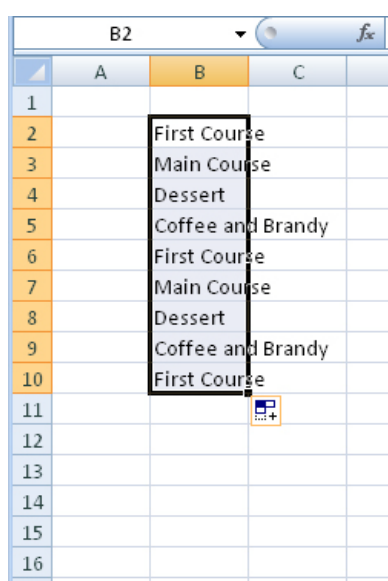 B2 fx
A B C
1
2 First Course
3 Main Course
4 Dessert
5 Coffee and Brandy
6 First Course
7 Main Course
8 Dessert
9 Coffee and Brandy
10 First Course
11
12
13
14
15
16